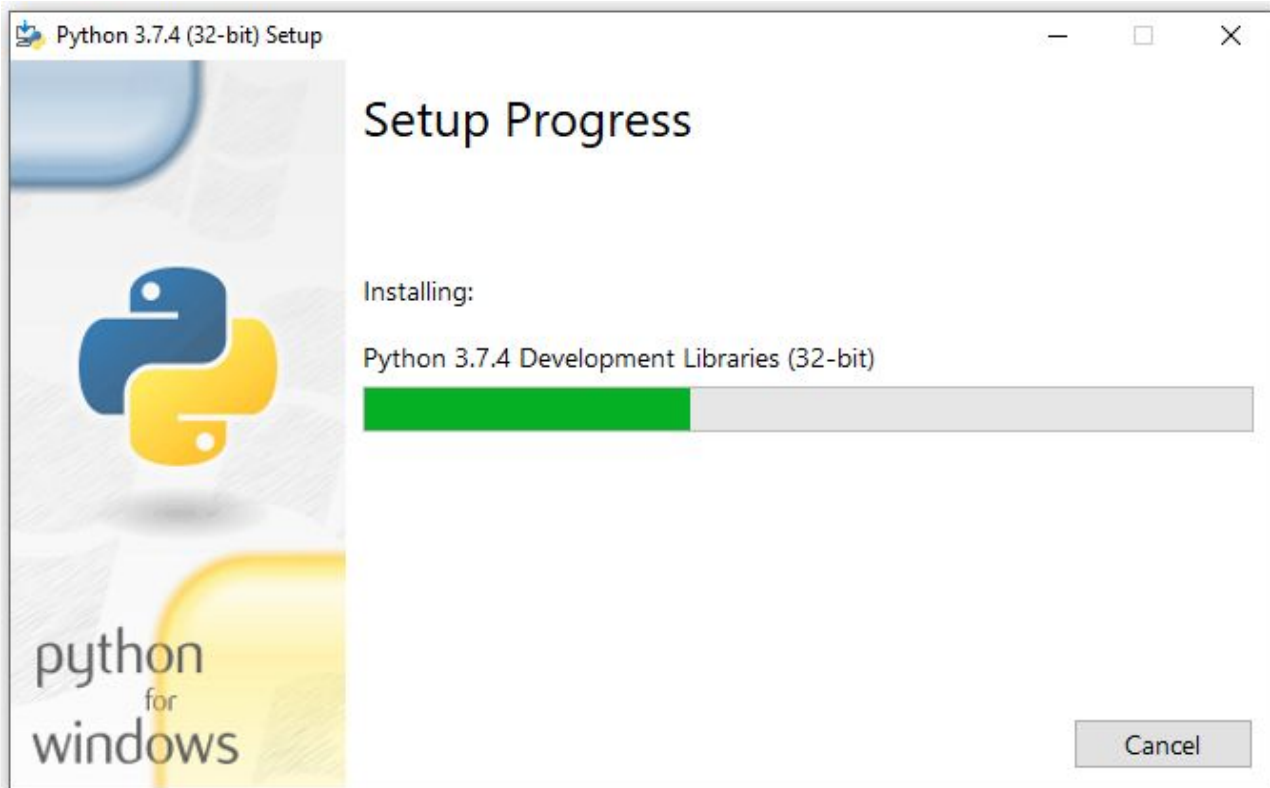 Python 3.7.4 (32-bit) Setup
Setup Progress
Installing:
Python 3.7.4 Development Libraries (32-bit)
python
for
windows
Cancel